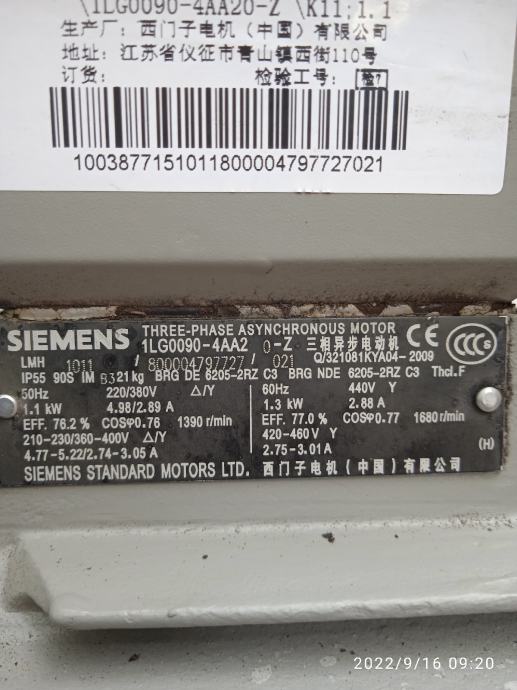 1LG0090-4AA20-Z \K11;1.1
生产厂: 西门子电机（中国）有限公司
地址: 江苏省仪征市青山镇西街110号
订货: 检验工号: 检7
1003877151011800004797727021
SIEMENS THREE-PHASE ASYNCHRONOUS MOTOR
1LG0090-4AA2 0-Z 三相异步电动机 CE CCC
LMH 1011 / 800004797727 / 021 Q/321081KYA04-2009
IP55 90S IM B3 21kg BRG DE 6205-2RZ C3 BRG NDE 6205-2RZ C3 Thcl.F
50Hz 220/380V △/Y 60Hz 440V Y
1.1 kW 4.98/2.89 A 1.3 kW 2.88 A
EFF. 76.2% COSφ0.76 1390 r/min EFF. 77.0% COSφ0.77 1680r/min
210-230/360-400V △/Y 420-460V Y
4.77-5.22/2.74-3.05 A 2.75-3.01A (H)
SIEMENS STANDARD MOTORS LTD. 西门子电机（中国）有限公司
2022/9/16 09:20